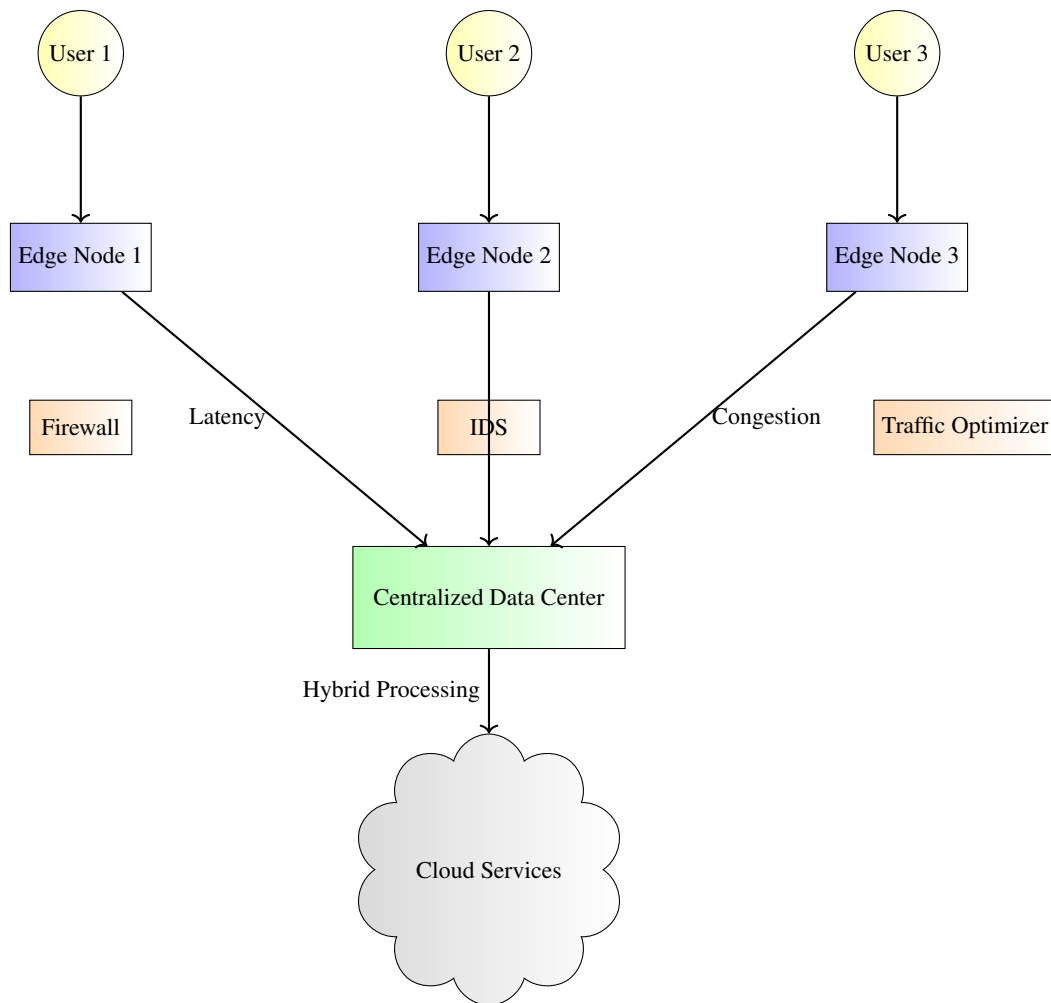 User 1
User 2
User 3
Edge Node 1
Edge Node 2
Edge Node 3
Latency
Congestion
Firewall
IDS
Traffic Optimizer
Centralized Data Center
Hybrid Processing
Cloud Services